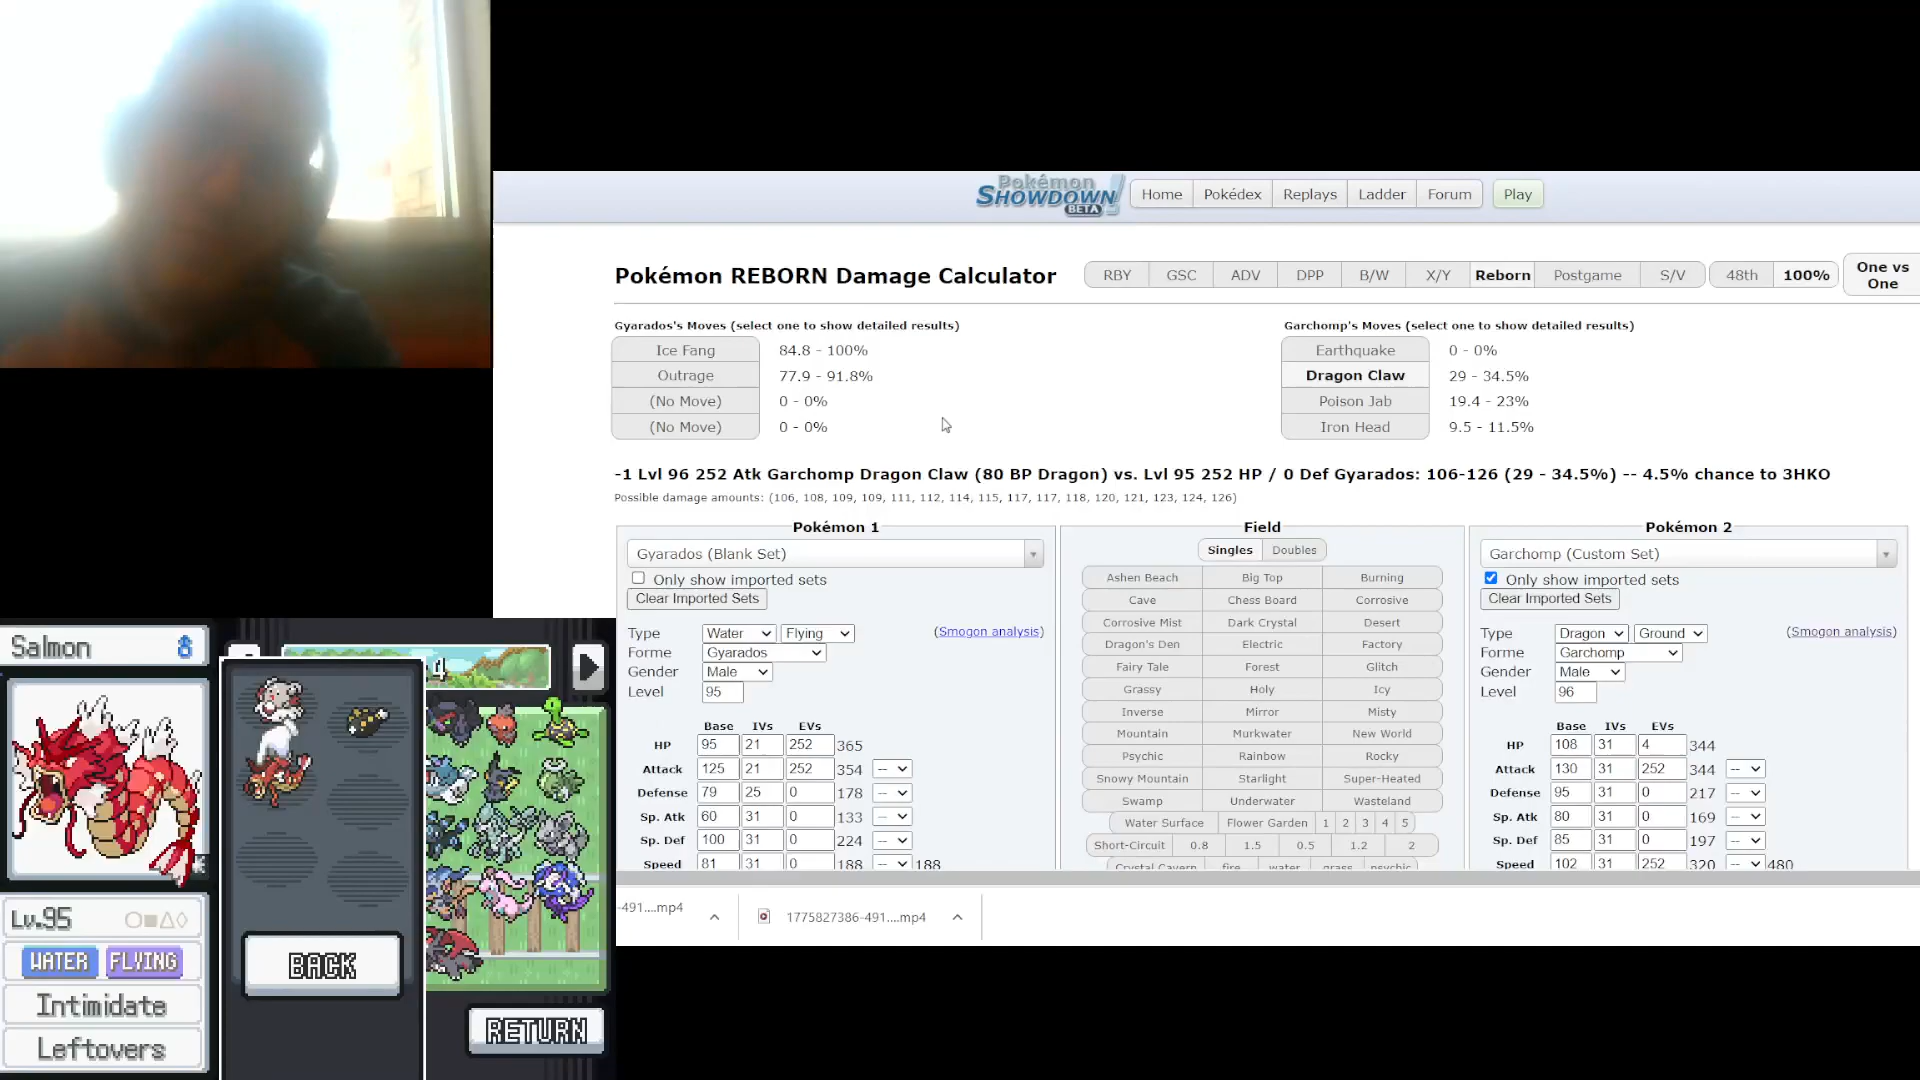 Pokémon
SHOWDOWN!
BETA
Home Pokédex Replays Ladder Forum Play
Pokémon REBORN Damage Calculator
RBY GSC ADV DPP B/W X/Y Reborn Postgame S/V 48th 100% One vs One
Gyarados's Moves (select one to show detailed results)
Ice Fang 84.8 - 100%
Outrage 77.9 - 91.8%
(No Move) 0 - 0%
(No Move) 0 - 0%
Garchomp's Moves (select one to show detailed results)
Earthquake 0 - 0%
Dragon Claw 29 - 34.5%
Poison Jab 19.4 - 23%
Iron Head 9.5 - 11.5%
-1 Lvl 96 252 Atk Garchomp Dragon Claw (80 BP Dragon) vs. Lvl 95 252 HP / 0 Def Gyarados: 106-126 (29 - 34.5%) -- 4.5% chance to 3HKO
Possible damage amounts: (106, 108, 109, 109, 111, 112, 114, 115, 117, 117, 118, 120, 121, 123, 124, 126)
Pokémon 1
Gyarados (Blank Set)
Only show imported sets
Clear Imported Sets
Type Water Flying (Smogon analysis)
Forme Gyarados
Gender Male
Level 95
Base IVs EVs
HP 95 21 252 365
Attack 125 21 252 354 --
Defense 79 25 0 178 --
Sp. Atk 60 31 0 133 --
Sp. Def 100 31 0 224 --
Speed 81 31 0 188 -- 188
Field
Singles Doubles
Ashen Beach Big Top Burning
Cave Chess Board Corrosive
Corrosive Mist Dark Crystal Desert
Dragon's Den Electric Factory
Fairy Tale Forest Glitch
Grassy Holy Icy
Inverse Mirror Misty
Mountain Murkwater New World
Psychic Rainbow Rocky
Snowy Mountain Starlight Super-Heated
Swamp Underwater Wasteland
Water Surface Flower Garden 1 2 3 4 5
Short-Circuit 0.8 1.5 0.5 1.2 2
Crystal Cavern fire water grass psychic
Pokémon 2
Garchomp (Custom Set)
Only show imported sets
Clear Imported Sets
Type Dragon Ground (Smogon analysis)
Forme Garchomp
Gender Male
Level 96
Base IVs EVs
HP 108 31 4 344
Attack 130 31 252 344 --
Defense 95 31 0 217 --
Sp. Atk 80 31 0 169 --
Sp. Def 85 31 0 197 --
Speed 102 31 252 320 -- 480
-491....mp4
1775827386-491....mp4
Salmon
4
Lv.95
WATER FLYING
Intimidate
Leftovers
BACK
RETURN